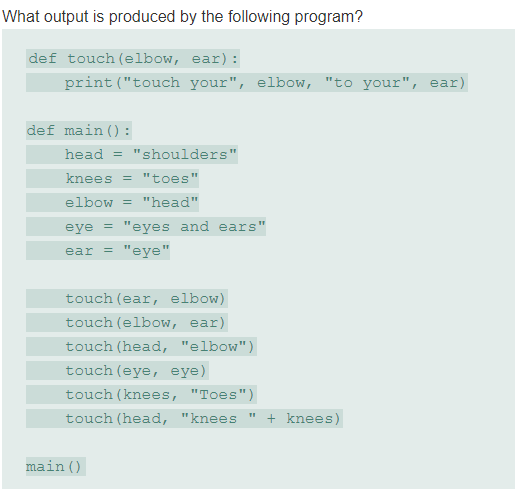 What output is produced by the following program?
def touch(elbow, ear):
    print("touch your", elbow, "to your", ear)
def main():
    head = "shoulders"
    knees = "toes"
    elbow = "head"
    eye = "eyes and ears"
    ear = "eye"
    touch(ear, elbow)
    touch(elbow, ear)
    touch(head, "elbow")
    touch(eye, eye)
    touch(knees, "Toes")
    touch(head, "knees " + knees)
main()